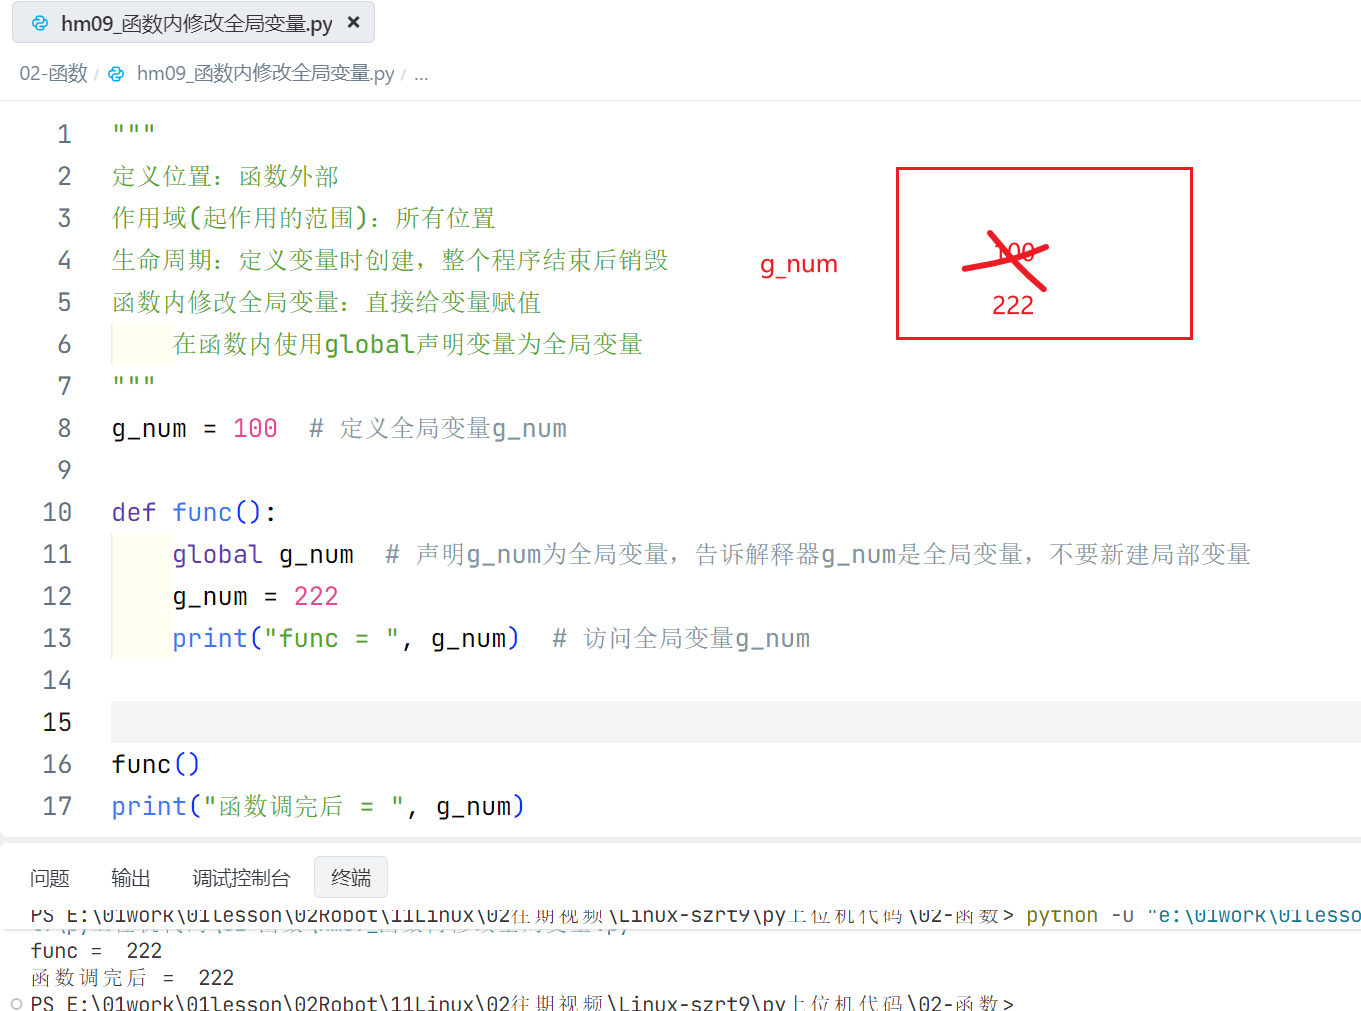 hm09_函数内修改全局变量.py ×
02-函数 / hm09_函数内修改全局变量.py / ...
1 """
2 定义位置: 函数外部
3 作用域(起作用的范围): 所有位置
4 生命周期: 定义变量时创建, 整个程序结束后销毁
5 函数内修改全局变量: 直接给变量赋值
6     在函数内使用global声明变量为全局变量
7 """
8 g_num = 100  # 定义全局变量g_num
9
10 def func():
11     global g_num  # 声明g_num为全局变量, 告诉解释器g_num是全局变量, 不要新建局部变量
12     g_num = 222
13     print("func = ", g_num)  # 访问全局变量g_num
14
15
16 func()
17 print("函数调完后 = ", g_num)
g_num
100
222
问题 输出 调试控制台 终端
PS E:\01work\01lesson\02Robot\11Linux\02往期视频\Linux-szrt9\py上位机代码\02-函数> python -u "e:\01work\01lesso
func =  222
函数调完后 =  222
PS E:\01work\01lesson\02Robot\11Linux\02往期视频\Linux-szrt9\py上位机代码\02-函数>